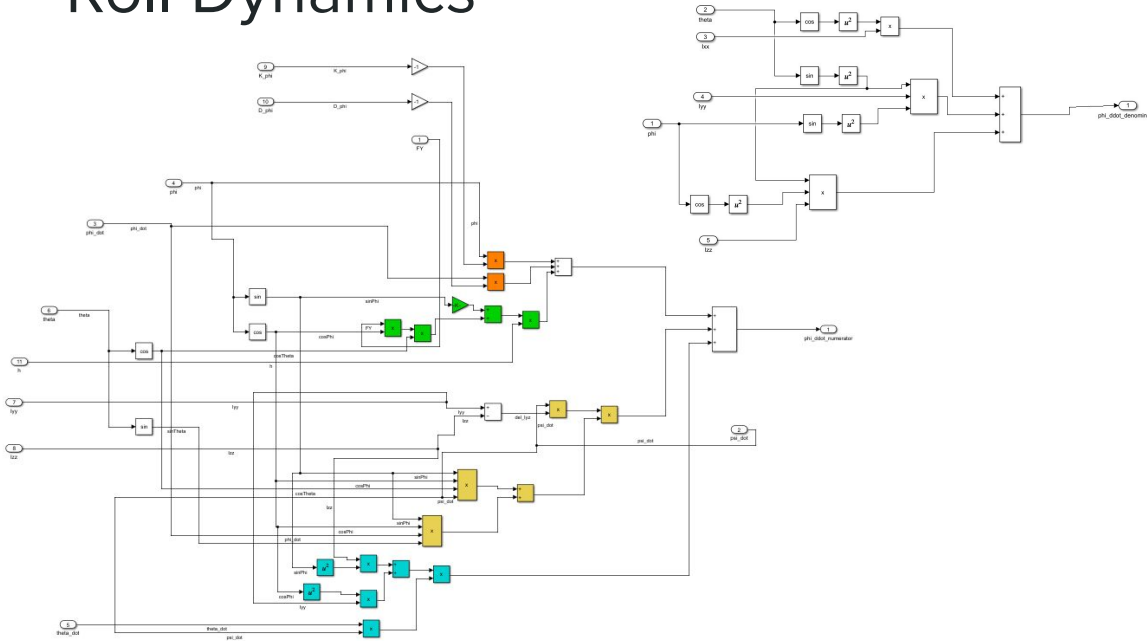 Roll Dynamics
2
theta
cos
u²
x
3
Ixx
sin
u²
4
Iyy
x
1
phi
sin
u²
+
+
+
1
phi_ddot_denomin
cos
u²
x
5
Izz
9
K_phi
K_phi
-1
10
D_phi
D_phi
-1
1
FY
4
phi
phi
3
phi_dot
phi_dot
phi
x
x
+
+
+
sin
sinPhi
6
theta
theta
cos
cosPhi
FY
x
x
x
cos
cosTheta
11
h
h
+
+
+
1
phi_ddot_numerator
7
Iyy
Iyy
Iyy
Izz
+
-
del_Iyz
psi_dot
x
x
sin
sinTheta
2
psi_dot
psi_dot
8
Izz
Izz
sinPhi
cosPhi
cosTheta
psi_dot
x
+
+
Izz
sinPhi
cosPhi
phi_dot
x
sinPhi
u²
x
x
cosPhi
u²
Iyy
x
5
theta_dot
theta_dot
psi_dot
x